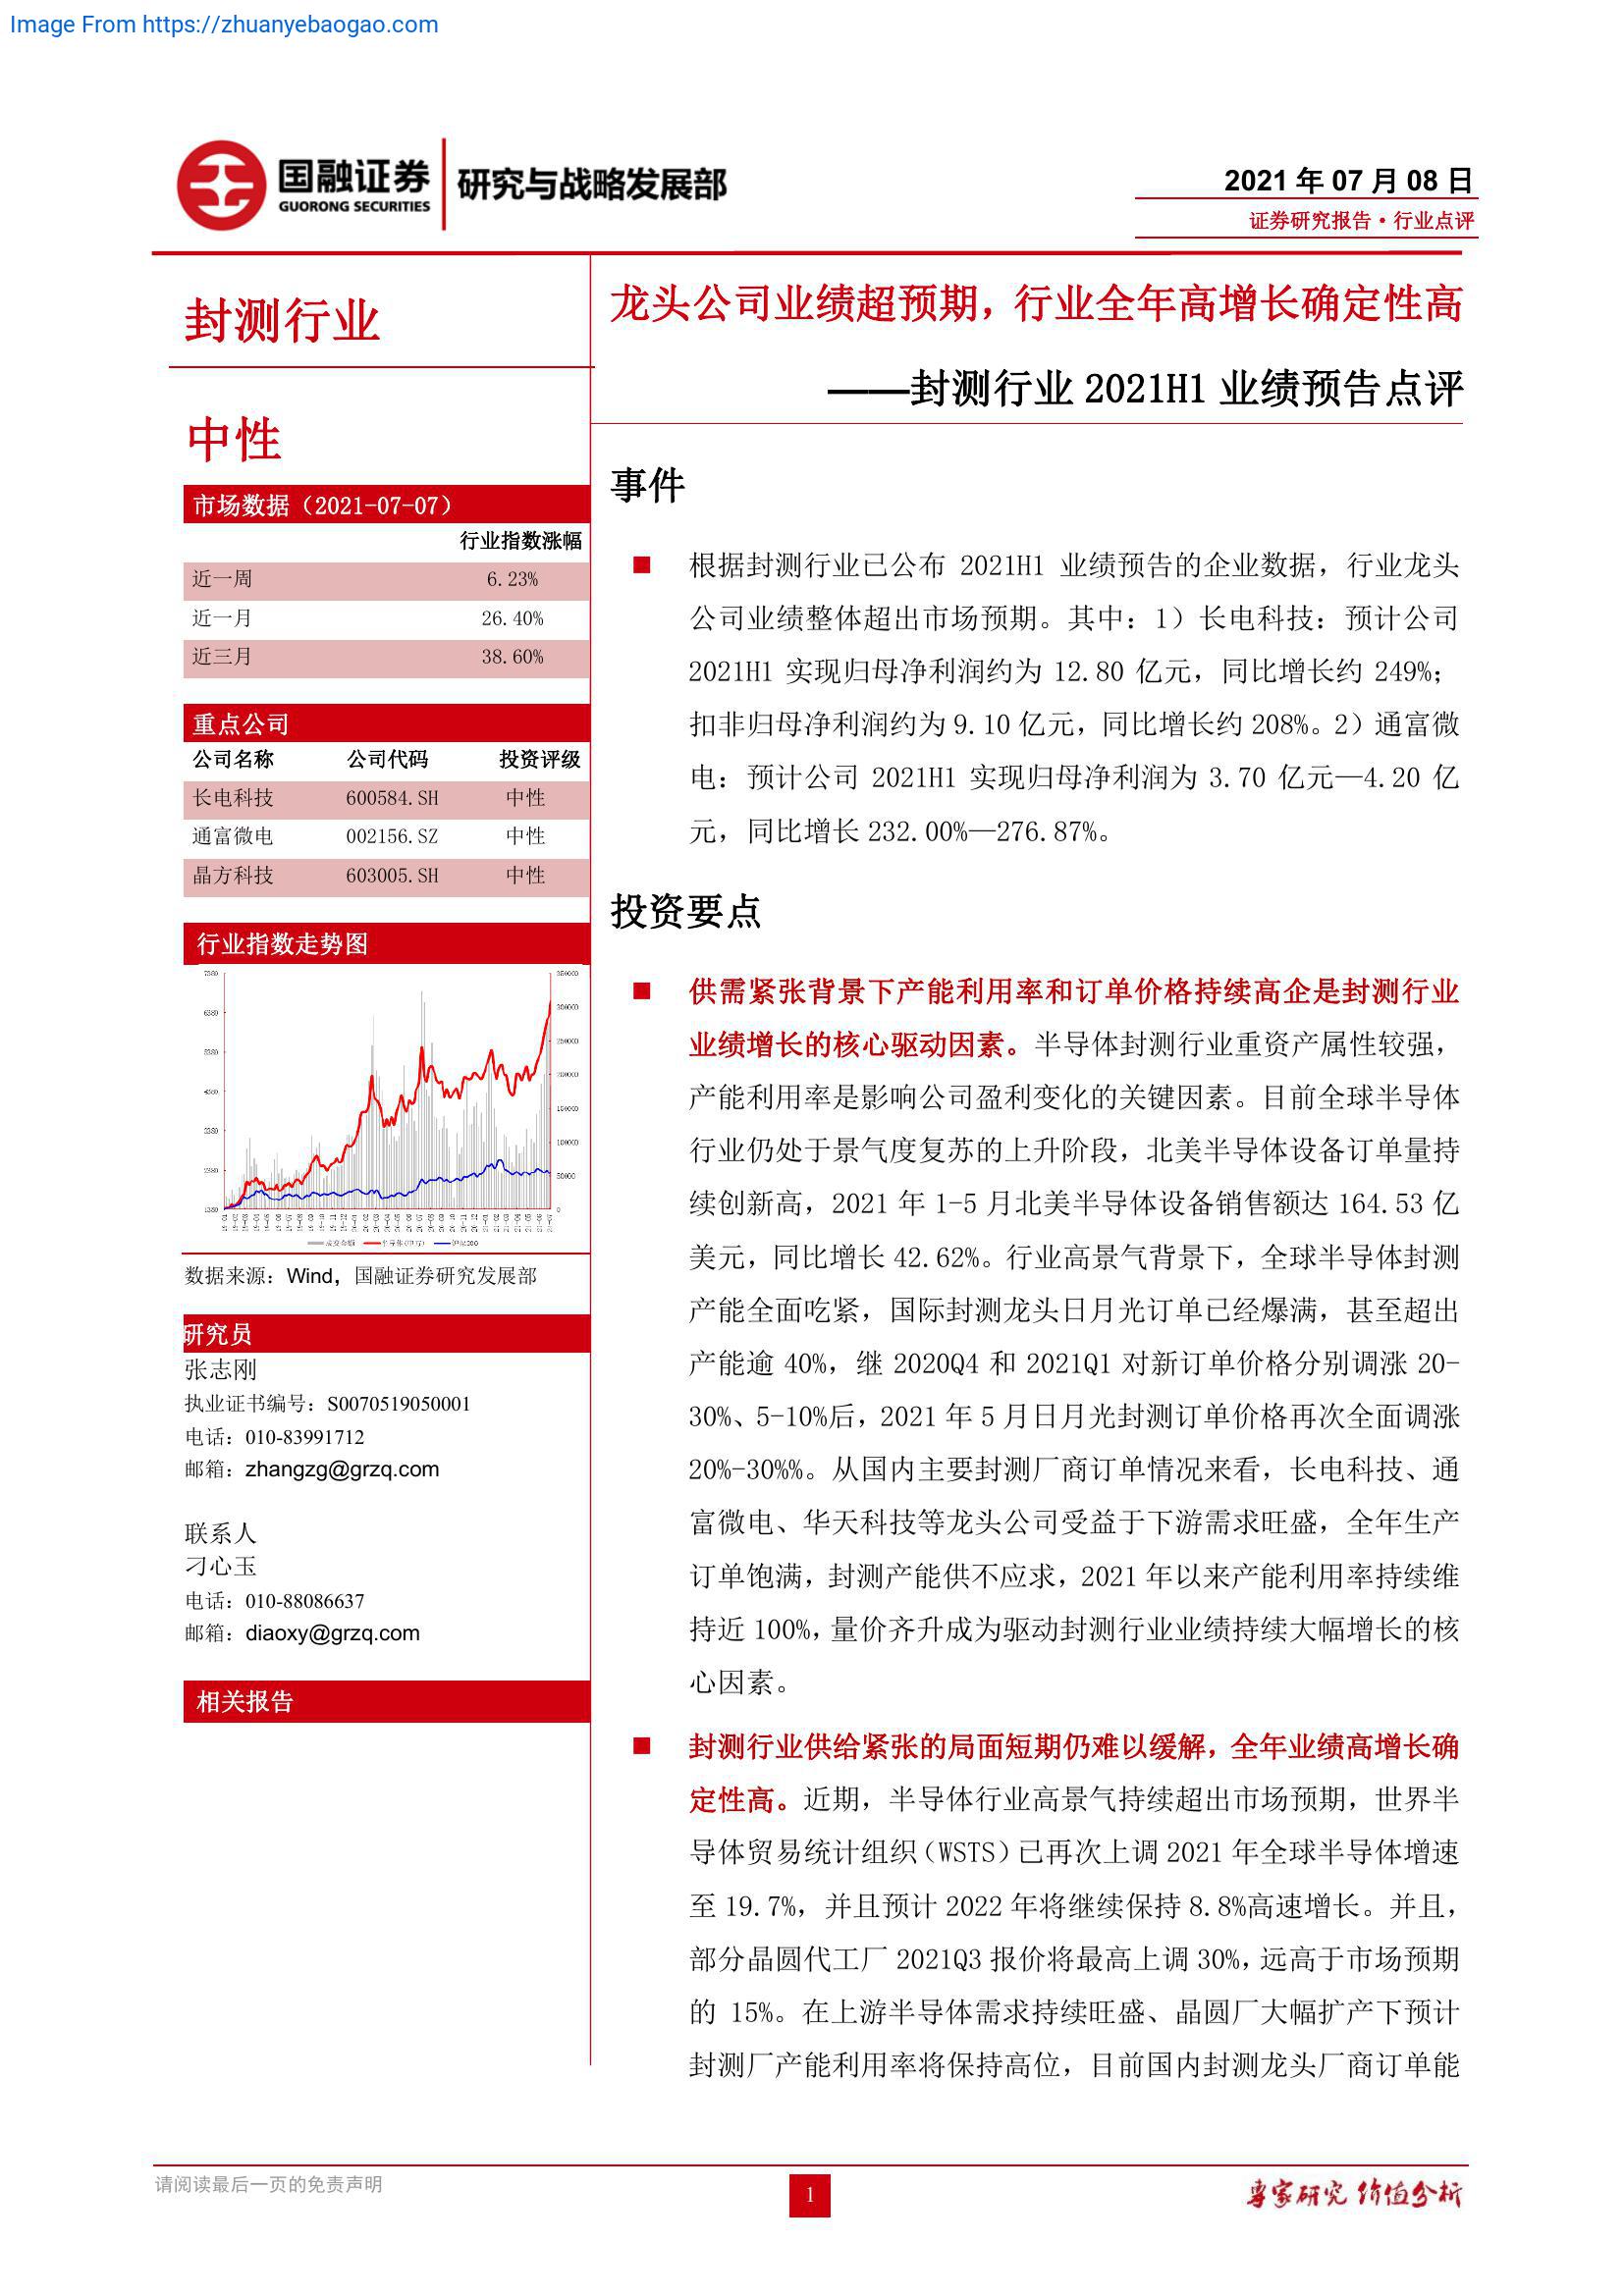 Image From https://zhuanyebaogao.com
国融证券
GUORONG SECURITIES
研究与战略发展部
2021 年 07 月 08 日
证券研究报告·行业点评
封测行业
中性
市场数据（2021-07-07）
行业指数涨幅
近一周 6.23%
近一月 26.40%
近三月 38.60%
重点公司
公司名称 公司代码 投资评级
长电科技 600584.SH 中性
通富微电 002156.SZ 中性
晶方科技 603005.SH 中性
行业指数走势图
数据来源：Wind，国融证券研究发展部
研究员
张志刚
执业证书编号：S0070519050001
电话：010-83991712
邮箱：zhangzg@grzq.com
联系人
刁心玉
电话：010-88086637
邮箱：diaoxy@grzq.com
相关报告
龙头公司业绩超预期，行业全年高增长确定性高
——封测行业 2021H1 业绩预告点评
事件
■ 根据封测行业已公布 2021H1 业绩预告的企业数据，行业龙头
公司业绩整体超出市场预期。其中：1）长电科技：预计公司
2021H1 实现归母净利润约为 12.80 亿元，同比增长约 249%；
扣非归母净利润约为 9.10 亿元，同比增长约 208%。2）通富微
电：预计公司 2021H1 实现归母净利润为 3.70 亿元—4.20 亿
元，同比增长 232.00%—276.87%。
投资要点
■ 供需紧张背景下产能利用率和订单价格持续高企是封测行业
业绩增长的核心驱动因素。半导体封测行业重资产属性较强，
产能利用率是影响公司盈利变化的关键因素。目前全球半导体
行业仍处于景气度复苏的上升阶段，北美半导体设备订单量持
续创新高，2021 年 1-5 月北美半导体设备销售额达 164.53 亿
美元，同比增长 42.62%。行业高景气背景下，全球半导体封测
产能全面吃紧，国际封测龙头日月光订单已经爆满，甚至超出
产能逾 40%，继 2020Q4 和 2021Q1 对新订单价格分别调涨 20-
30%、5-10%后，2021 年 5 月日月光封测订单价格再次全面调涨
20%-30%%。从国内主要封测厂商订单情况来看，长电科技、通
富微电、华天科技等龙头公司受益于下游需求旺盛，全年生产
订单饱满，封测产能供不应求，2021 年以来产能利用率持续维
持近 100%，量价齐升成为驱动封测行业业绩持续大幅增长的核
心因素。
■ 封测行业供给紧张的局面短期仍难以缓解，全年业绩高增长确
定性高。近期，半导体行业高景气持续超出市场预期，世界半
导体贸易统计组织（WSTS）已再次上调 2021 年全球半导体增速
至 19.7%，并且预计 2022 年将继续保持 8.8%高速增长。并且，
部分晶圆代工厂 2021Q3 报价将最高上调 30%，远高于市场预期
的 15%。在上游半导体需求持续旺盛、晶圆厂大幅扩产下预计
封测厂产能利用率将保持高位，目前国内封测龙头厂商订单能
请阅读最后一页的免责声明
1
专家研究 价值分析